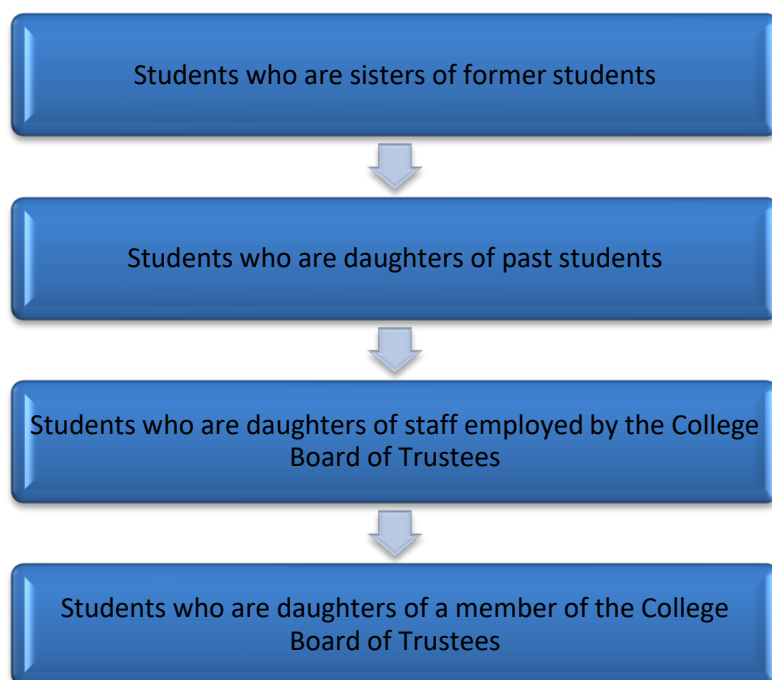 Students who are sisters of former students
Students who are daughters of past students
Students who are daughters of staff employed by the College
Board of Trustees
Students who are daughters of a member of the College
Board of Trustees